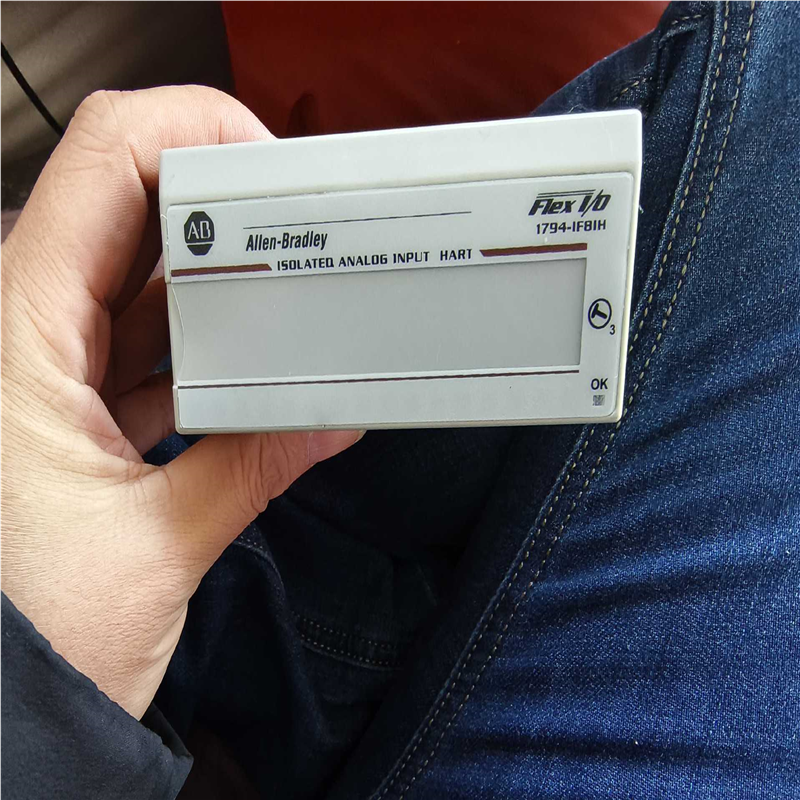 AB
Allen-Bradley
Flex I/O
1794-IF8IH
ISOLATED ANALOG INPUT HART
3
OK